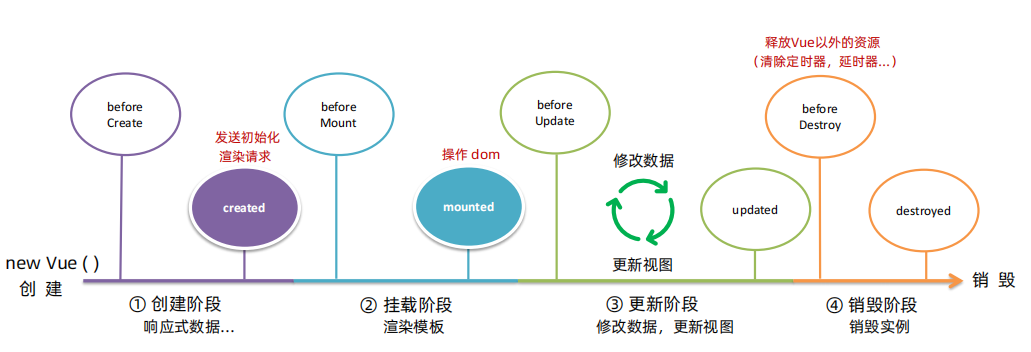 释放Vue以外的资源
（清除定时器，延时器...）
before
Create
before
Mount
before
Update
before
Destroy
发送初始化
渲染请求
操作 dom
修改数据
created
mounted
updated
destroyed
更新视图
new Vue ( )
创 建
销 毁
① 创建阶段
响应式数据...
② 挂载阶段
渲染模板
③ 更新阶段
修改数据，更新视图
④ 销毁阶段
销毁实例